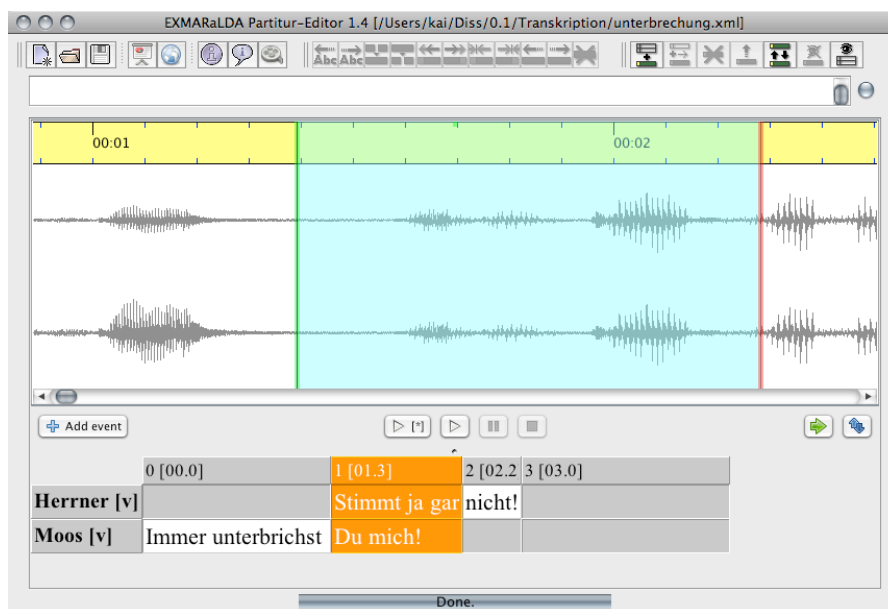 EXMARaLDA Partitur-Editor 1.4 [/Users/kai/Diss/0.1/Transkription/unterbrechung.xml]
Abc Abc
00:01 00:02
Add event [*]
0 [00.0] 1 [01.3] 2 [02.2 3 [03.0]
Herrner [v] Stimmt ja gar nicht!
Moos [v] Immer unterbrichst Du mich!
Done.